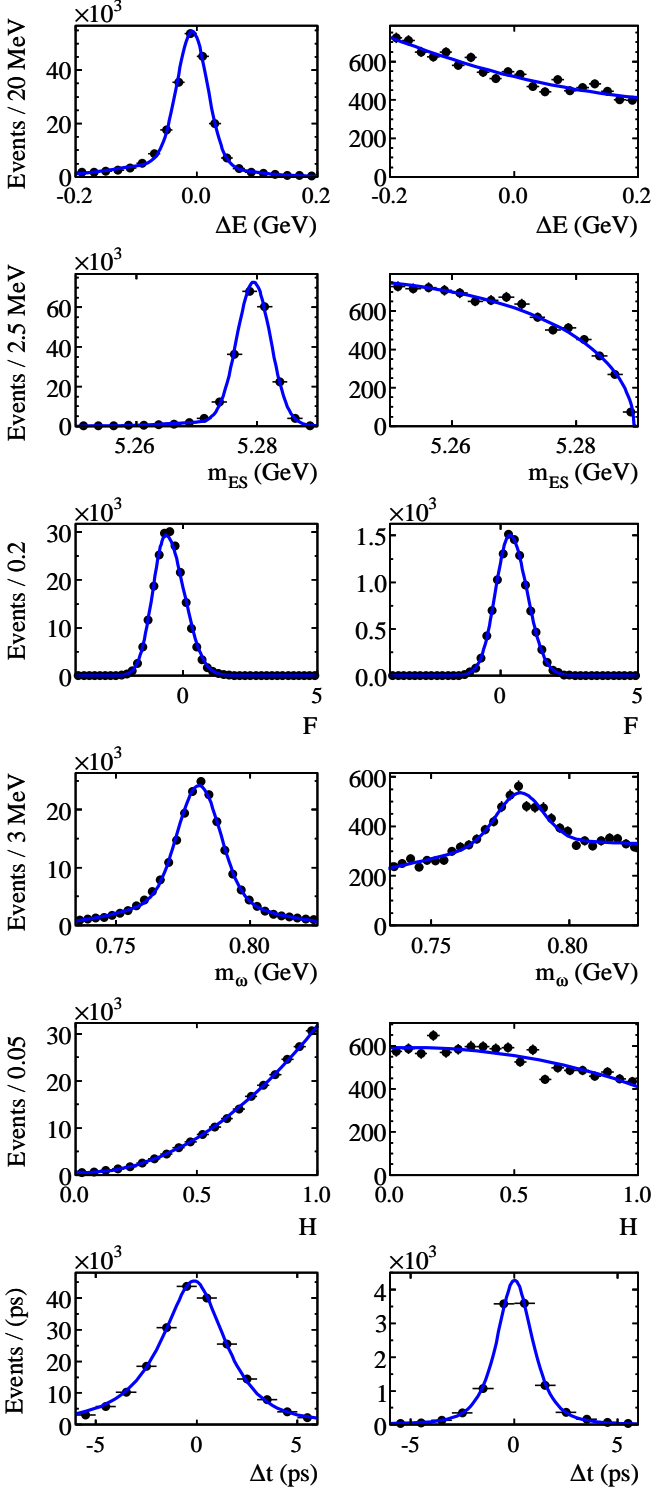 ×10³
Events / 20 MeV
40
20
0
-0.2 0.0 0.2
ΔE (GeV)
600
400
200
0
-0.2 0.0 0.2
ΔE (GeV)
×10³
Events / 2.5 MeV
60
40
20
0
5.26 5.28
m_ES (GeV)
600
400
200
0
5.26 5.28
m_ES (GeV)
×10³
Events / 0.2
30
20
10
0
0 5
F
×10³
1.5
1.0
0.5
0.0
0 5
F
×10³
Events / 3 MeV
20
10
0
0.75 0.80
m_ω (GeV)
600
400
200
0
0.75 0.80
m_ω (GeV)
×10³
Events / 0.05
30
20
10
0
0.0 0.5 1.0
H
600
400
200
0
0.0 0.5 1.0
H
×10³
Events / (ps)
40
30
20
10
0
-5 0 5
Δt (ps)
×10³
4
3
2
1
0
-5 0 5
Δt (ps)